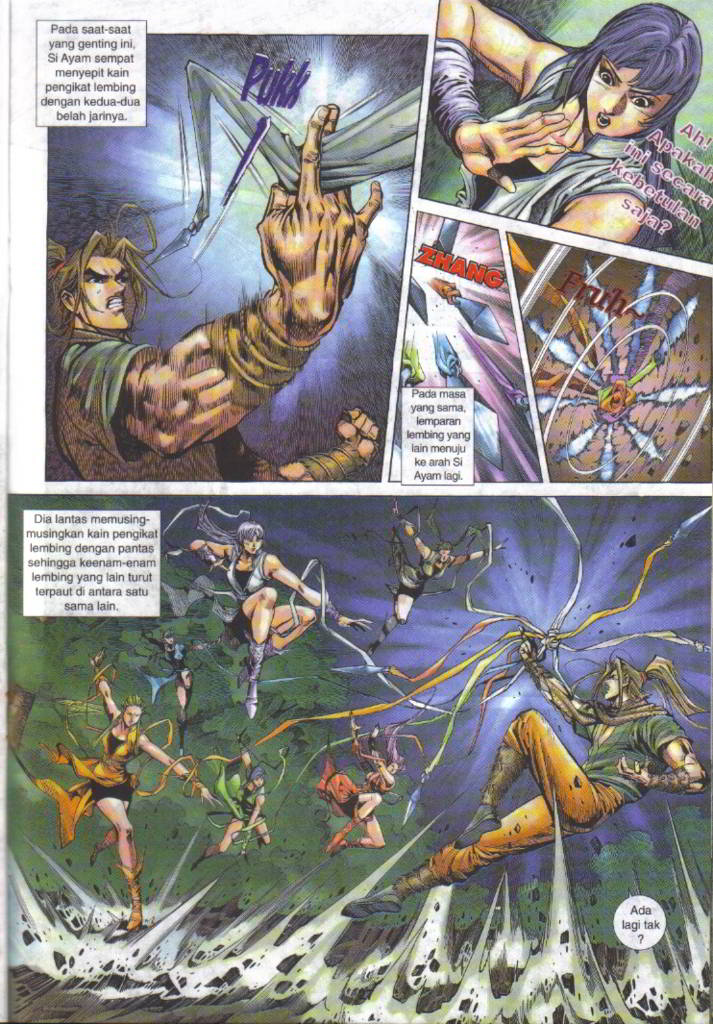 Pada saat-saat
yang genting ini,
Si Ayam sempat
menyepit kain
pengikat lembing
dengan kedua-dua
belah jarinya.
Pukk
!
Ah!
Apakah
ini secara
kebetulan
saja?
ZHANG
Pada masa
yang sama,
lemparan
lembing yang
lain menuju
ke arah Si
Ayam lagi.
Fruh~
Dia lantas memusing-
musingkan kain pengikat
lembing dengan pantas
sehingga keenam-enam
lembing yang lain turut
terpaut di antara satu
sama lain.
Ada
lagi tak
?